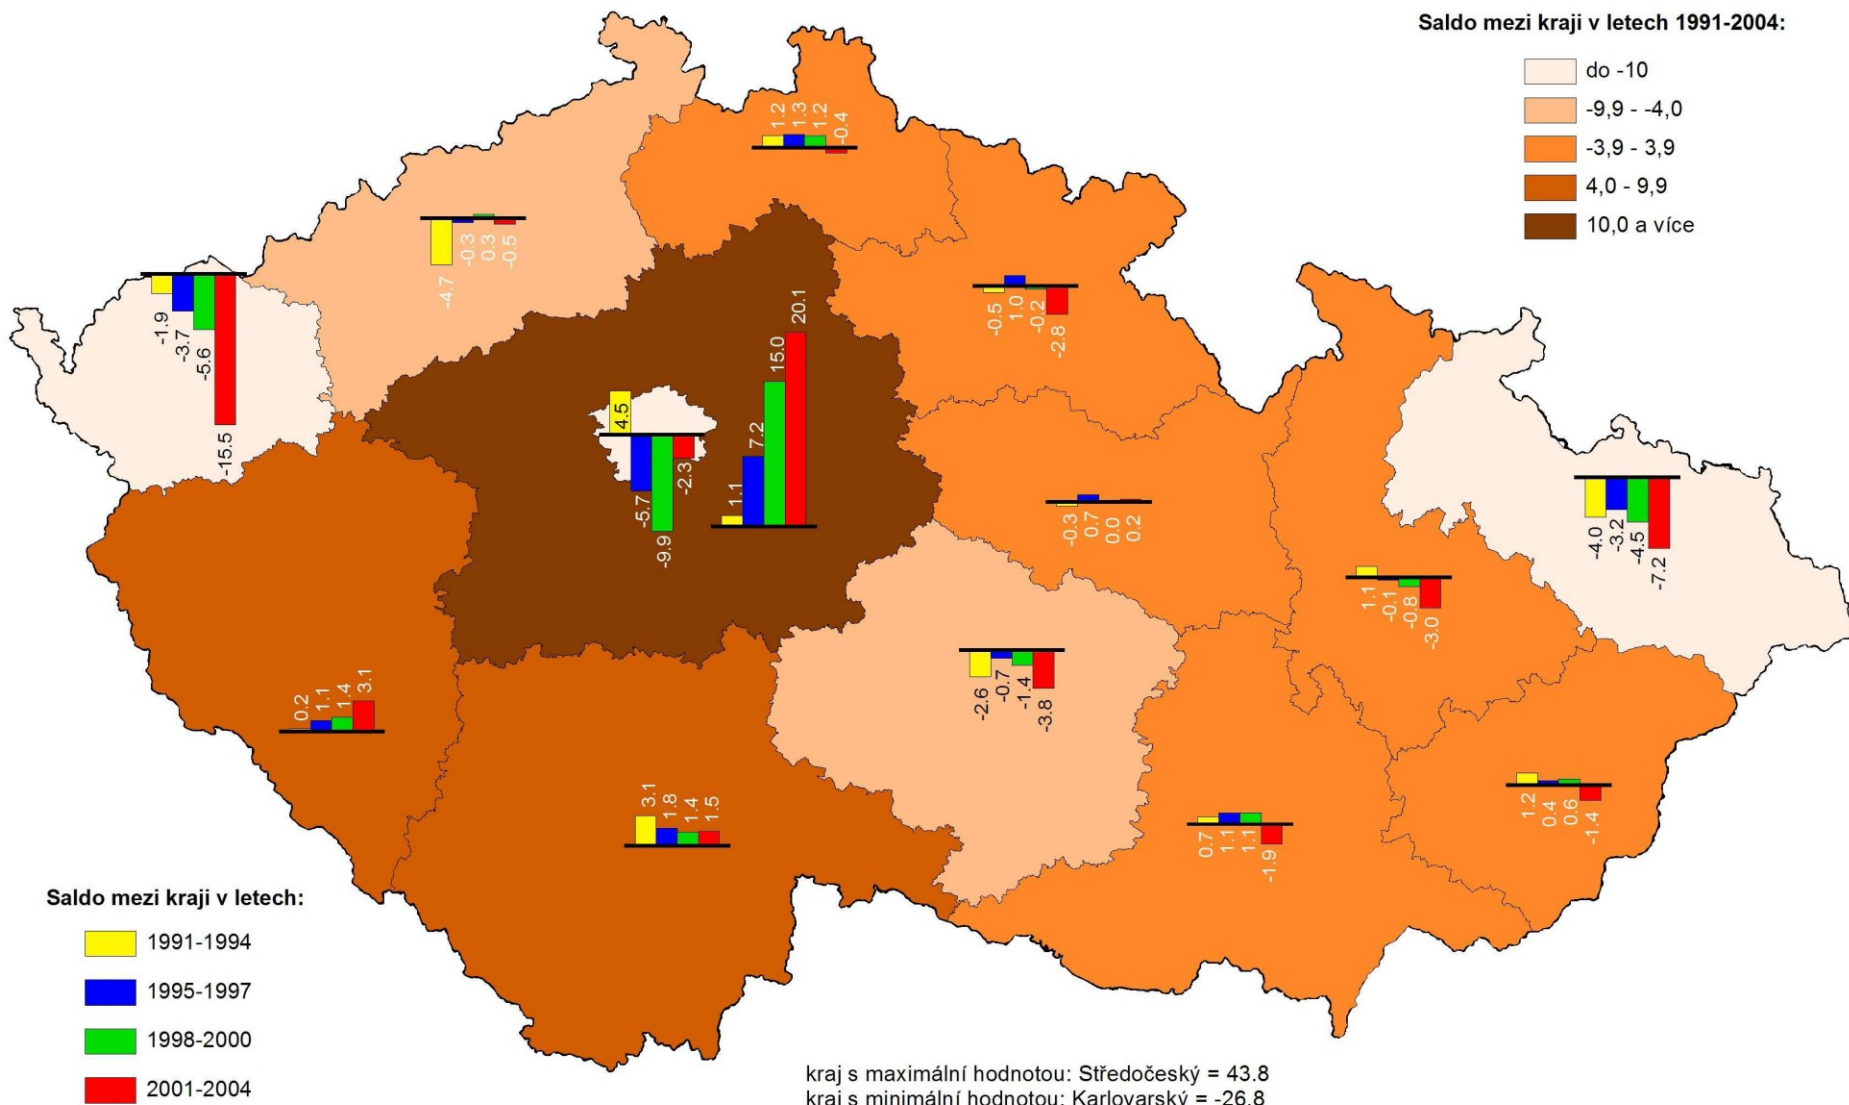 Saldo mezi kraji v letech 1991-2004:
do -10
-9,9 - -4,0
-3,9 - 3,9
4,0 - 9,9
10,0 a více
1.2 1.3 1.2 -0.4
-4.7 -0.3 0.3 -0.5
-1.9 -3.7 -5.6 -15.5
-0.5 1.0 -0.2 -2.8
4.5 -5.7 -9.9 -2.3
1.1 7.2 15.0 20.1
-0.3 0.7 0.0 0.2
-4.0 -3.2 -4.5 -7.2
1.1 -0.1 -0.8 -3.0
-2.6 -0.7 -1.4 -3.8
0.2 1.1 1.4 3.1
3.1 1.8 1.4 1.5
0.7 1.1 1.1 -1.9
1.2 0.4 0.6 -1.4
Saldo mezi kraji v letech:
1991-1994
1995-1997
1998-2000
2001-2004
kraj s maximální hodnotou: Středočeský = 43.8
kraj s minimální hodnotou: Karlovarský = -26.8